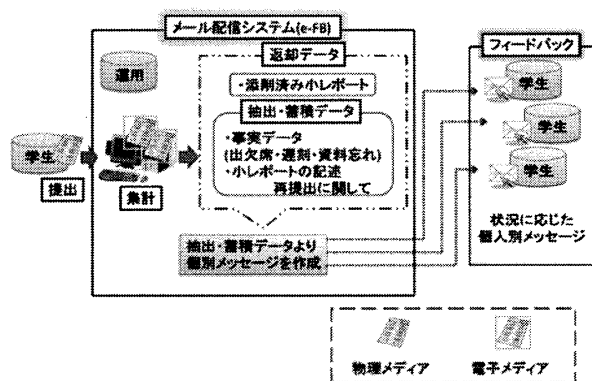 メール配信システム(e-FB)
返却データ
・添削済み小レポート
抽出・蓄積データ
・事実データ
(出欠席・遅刻・資料忘れ)
・小レポートの記述
再提出に関して
運用
学生
提出
集計
抽出・蓄積データより
個別メッセージを作成
フィードバック
学生
学生
学生
状況に応じた
個人別メッセージ
物理メディア
電子メディア